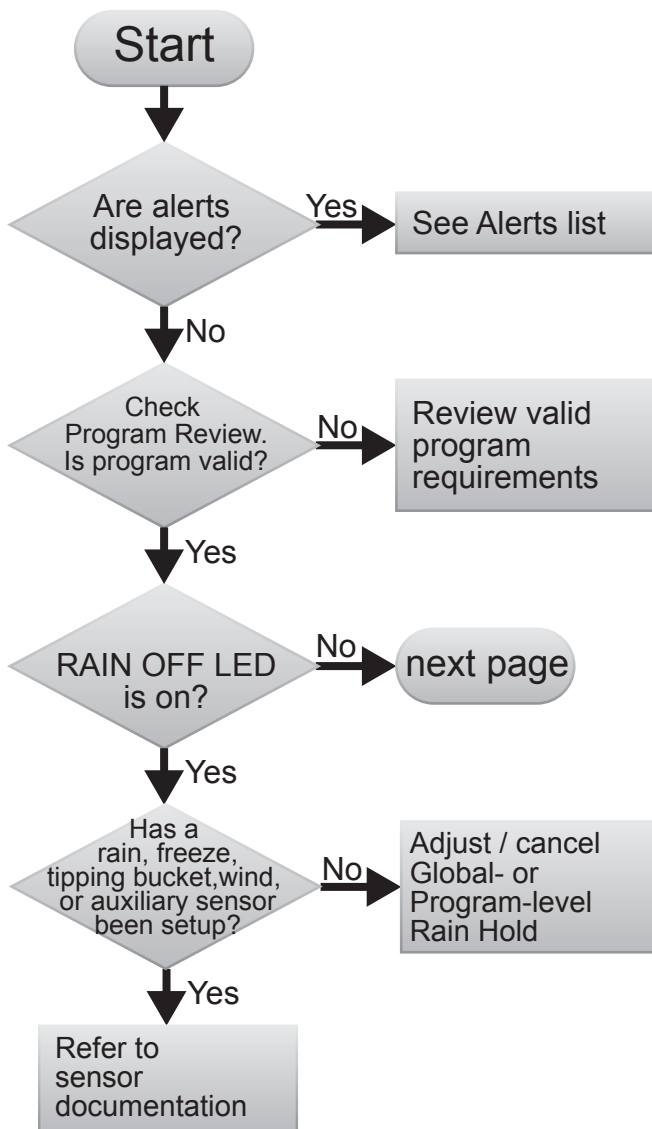 Start
Are alerts
displayed?
Yes
See Alerts list
No
Check
Program Review.
Is program valid?
No
Review valid
program
requirements
Yes
RAIN OFF LED
is on?
No
next page
Yes
Has a
rain, freeze,
tipping bucket,wind,
or auxiliary sensor
been setup?
No
Adjust / cancel
Global- or
Program-level
Rain Hold
Yes
Refer to
sensor
documentation